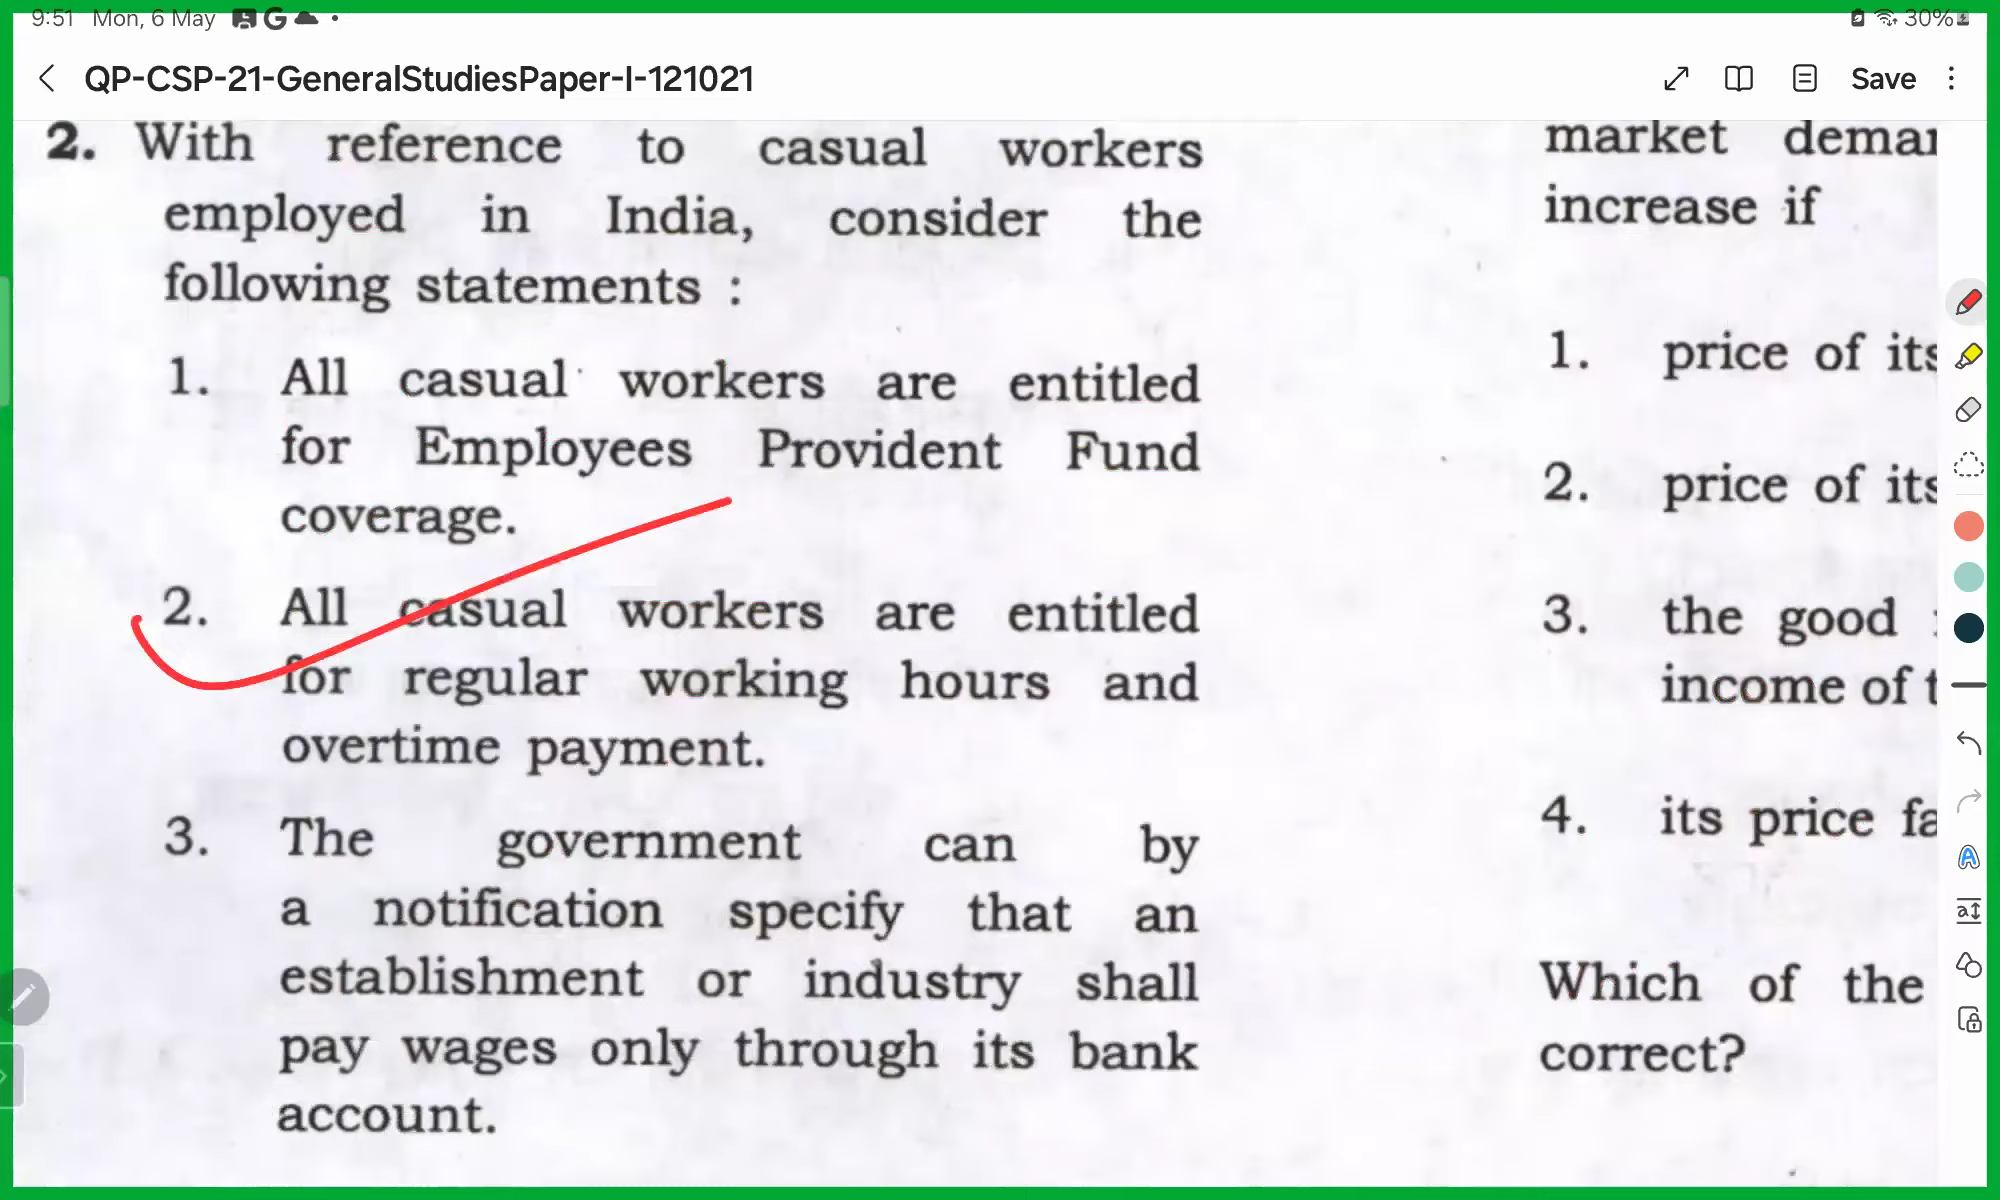 9:51 Mon, 6 May
30%
QP-CSP-21-GeneralStudiesPaper-I-121021
Save
2. With reference to casual workers
employed in India, consider the
following statements :
1. All casual workers are entitled
for Employees Provident Fund
coverage.
2. All casual workers are entitled
for regular working hours and
overtime payment.
3. The government can by
a notification specify that an
establishment or industry shall
pay wages only through its bank
account.
market
increase if
1. price of its
2. price of its
3. the good
income of
4. its price
Which of the
correct?